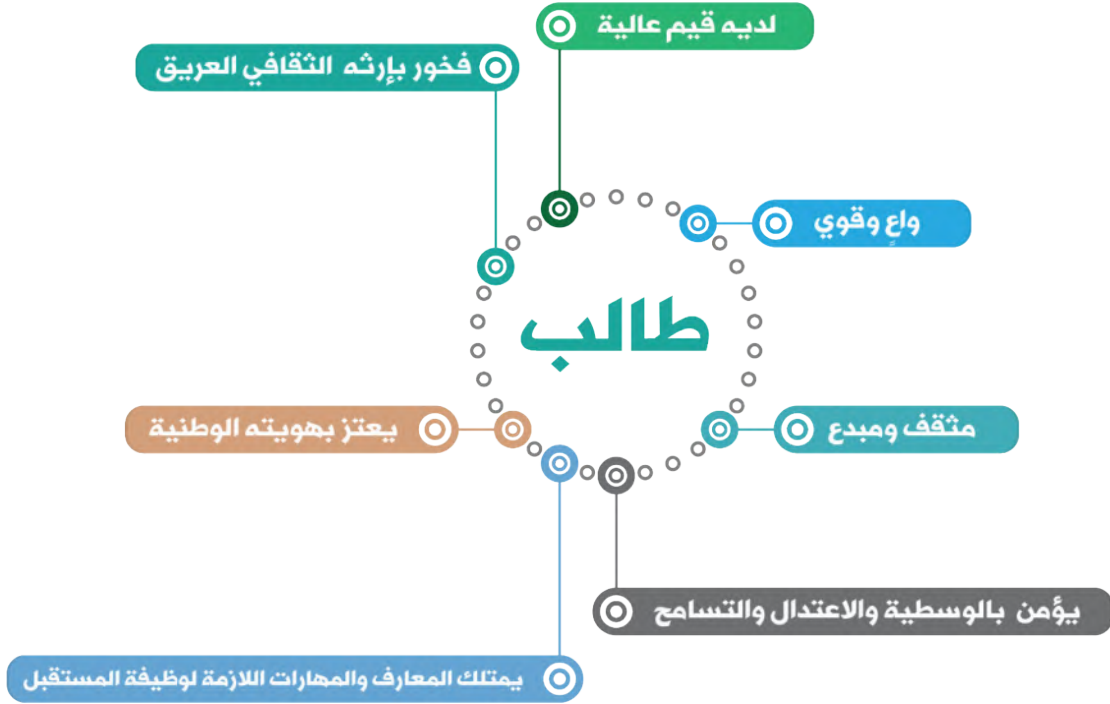 لديه قيم عالية
فخور بإرثه الثقافي العريق
واعٍ وقوي
طالب
مثقف ومبدع
يعتز بهويته الوطنية
يؤمن بالوسطية والاعتدال والتسامح
يمتلك المعارف والمهارات اللازمة لوظيفة المستقبل